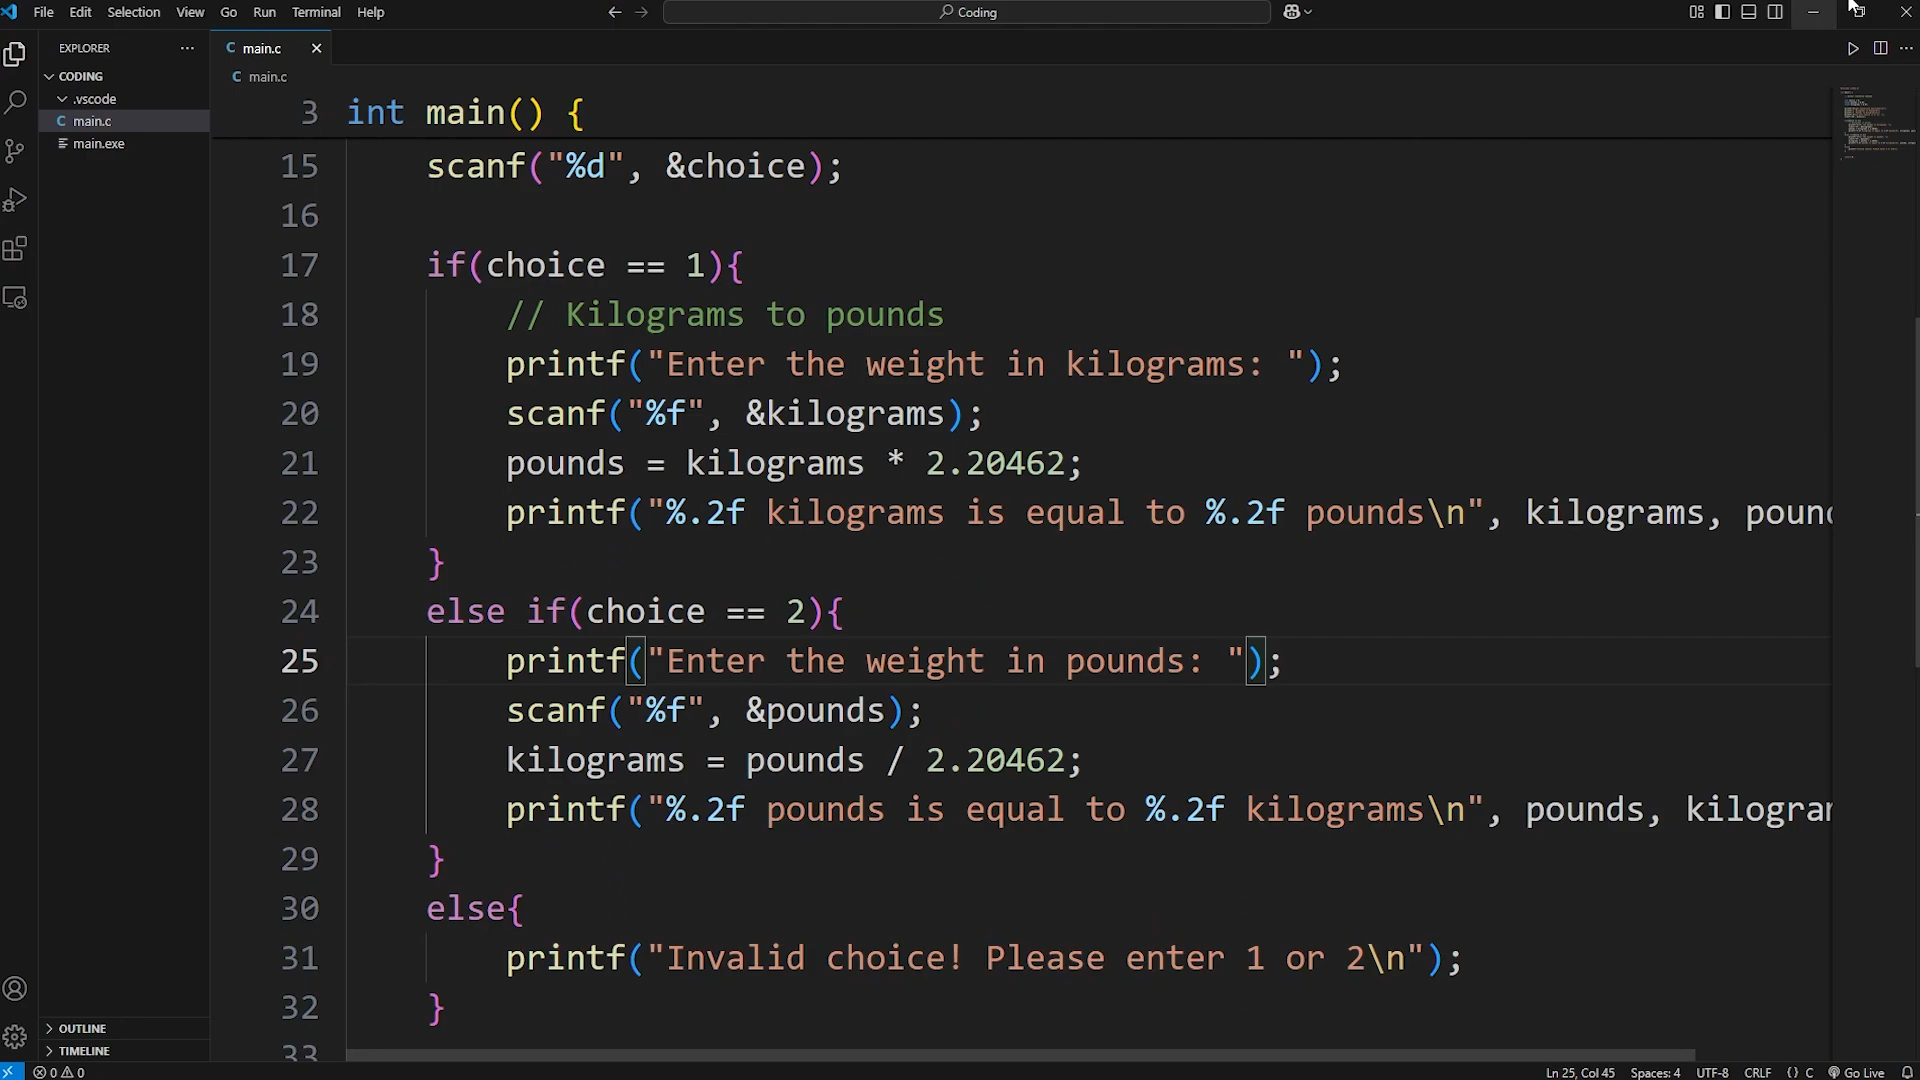 File Edit Selection View Go Run Terminal Help
Coding
EXPLORER
CODING
.vscode
C main.c
main.exe
OUTLINE
TIMELINE
C main.c
C main.c
3 int main() {
15 scanf("%d", &choice);
16
17 if(choice == 1){
18 // Kilograms to pounds
19 printf("Enter the weight in kilograms: ");
20 scanf("%f", &kilograms);
21 pounds = kilograms * 2.20462;
22 printf("%.2f kilograms is equal to %.2f pounds\n", kilograms, poun
23 }
24 else if(choice == 2){
25 printf("Enter the weight in pounds: ");
26 scanf("%f", &pounds);
27 kilograms = pounds / 2.20462;
28 printf("%.2f pounds is equal to %.2f kilograms\n", pounds, kilogra
29 }
30 else{
31 printf("Invalid choice! Please enter 1 or 2\n");
32 }
33
0 0
Ln 25, Col 45 Spaces: 4 UTF-8 CRLF {} C Go Live